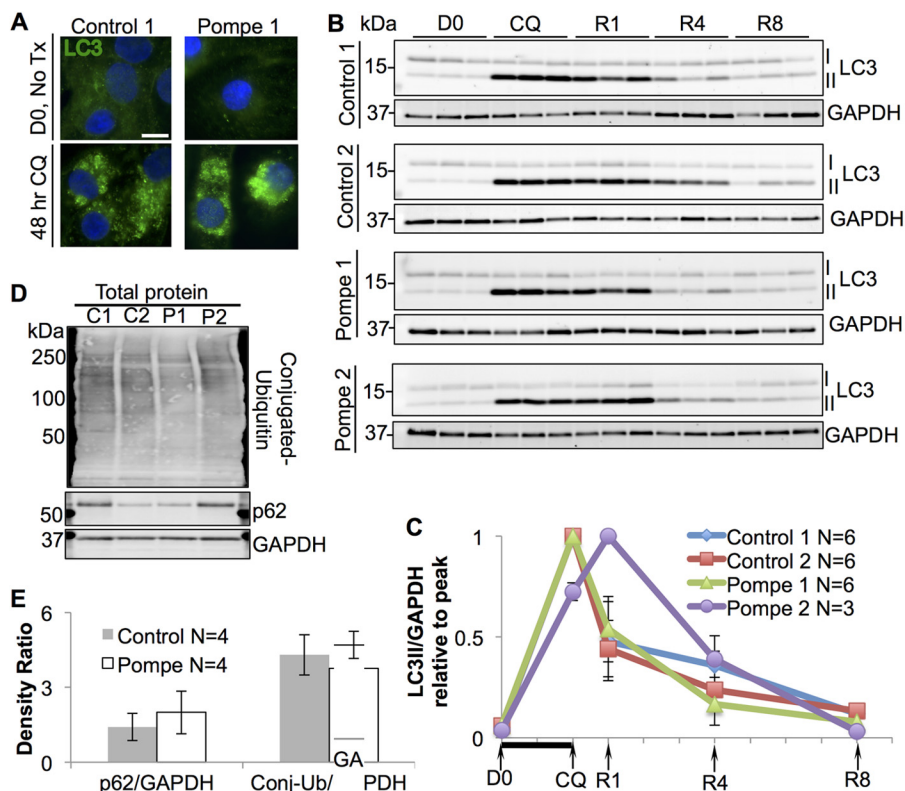 A
Control 1 Pompe 1
LC3
D0, No Tx
48 hr CQ
B
kDa D0 CQ R1 R4 R8
Control 1
15
I
II
LC3
37
GAPDH
Control 2
15
I
II
LC3
37
GAPDH
Pompe 1
15
I
II
LC3
37
GAPDH
Pompe 2
15
I
II
LC3
37
GAPDH
D
Total protein
kDa C1 C2 P1 P2
250
100
50
Conjugated-
Ubiquitin
50
p62
37
GAPDH
C
LC3II/GAPDH
relative to peak
1
0.5
0
Control 1 N=6
Control 2 N=6
Pompe 1 N=6
Pompe 2 N=3
D0 CQ R1 R4 R8
E
Density Ratio
6
3
0
Control N=4
Pompe N=4
p62/GAPDH Conj-Ub/ GA PDH